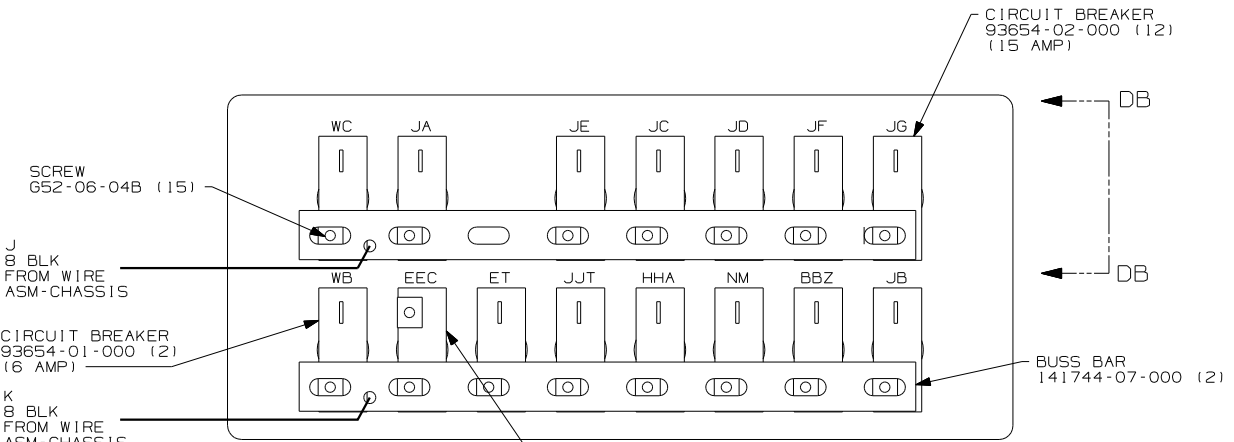 CIRCUIT BREAKER
93654-02-000 (12)
(15 AMP)
DB
WC JA JE JC JD JF JG
SCREW
G52-06-04B (15)
J
8 BLK
FROM WIRE
ASM-CHASSIS
DB
WB EEC ET JJT HHA NM BBZ JB
CIRCUIT BREAKER
93654-01-000 (2)
(6 AMP)
BUSS BAR
141744-07-000 (2)
K
8 BLK
FROM WIRE
ASM-CHASSIS